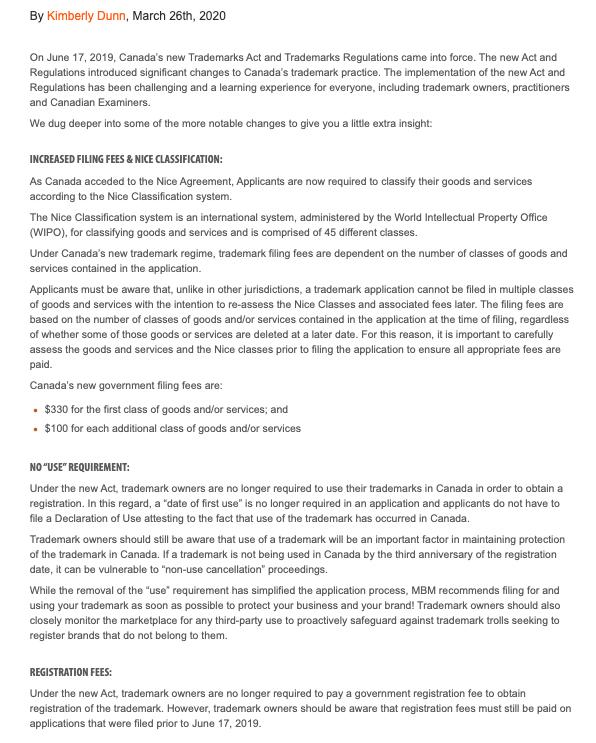 By Kimberly Dunn, March 26th, 2020
On June 17, 2019, Canada's new Trademarks Act and Trademarks Regulations came into force. The new Act and
Regulations introduced significant changes to Canada's trademark practice. The implementation of the new Act and
Regulations has been challenging and a learning experience for everyone, including trademark owners, practitioners
and Canadian Examiners.
We dug deeper into some of the more notable changes to give you a little extra insight:
INCREASED FILING FEES & NICE CLASSIFICATION:
As Canada acceded to the Nice Agreement, Applicants are now required to classify their goods and services
according to the Nice Classification system.
The Nice Classification system is an international system, administered by the World Intellectual Property Office
(WIPO), for classifying goods and services and is comprised of 45 different classes.
Under Canada's new trademark regime, trademark filing fees are dependent on the number of classes of goods and
services contained in the application.
Applicants must be aware that, unlike in other jurisdictions, a trademark application cannot be filed in multiple classes
of goods and services with the intention to re-assess the Nice Classes and associated fees later. The filing fees are
based on the number of classes of goods and/or services contained in the application at the time of filing, regardless
of whether some of those goods or services are deleted at a later date. For this reason, it is important to carefully
assess the goods and services and the Nice classes prior to filing the application to ensure all appropriate fees are
paid.
Canada's new government filing fees are:
• $330 for the first class of goods and/or services; and
• $100 for each additional class of goods and/or services
NO "USE" REQUIREMENT:
Under the new Act, trademark owners are no longer required to use their trademarks in Canada in order to obtain a
registration. In this regard, a "date of first use" is no longer required in an application and applicants do not have to
file a Declaration of Use attesting to the fact that use of the trademark has occurred in Canada.
Trademark owners should still be aware that use of a trademark will be an important factor in maintaining protection
of the trademark in Canada. If a trademark is not being used in Canada by the third anniversary of the registration
date, it can be vulnerable to "non-use cancellation" proceedings.
While the removal of the "use" requirement has simplified the application process, MBM recommends filing for and
using your trademark as soon as possible to protect your business and your brand! Trademark owners should also
closely monitor the marketplace for any third-party use to proactively safeguard against trademark trolls seeking to
register brands that do not belong to them.
REGISTRATION FEES:
Under the new Act, trademark owners are no longer required to pay a government registration fee to obtain
registration of the trademark. However, trademark owners should be aware that registration fees must still be paid on
applications that were filed prior to June 17, 2019.